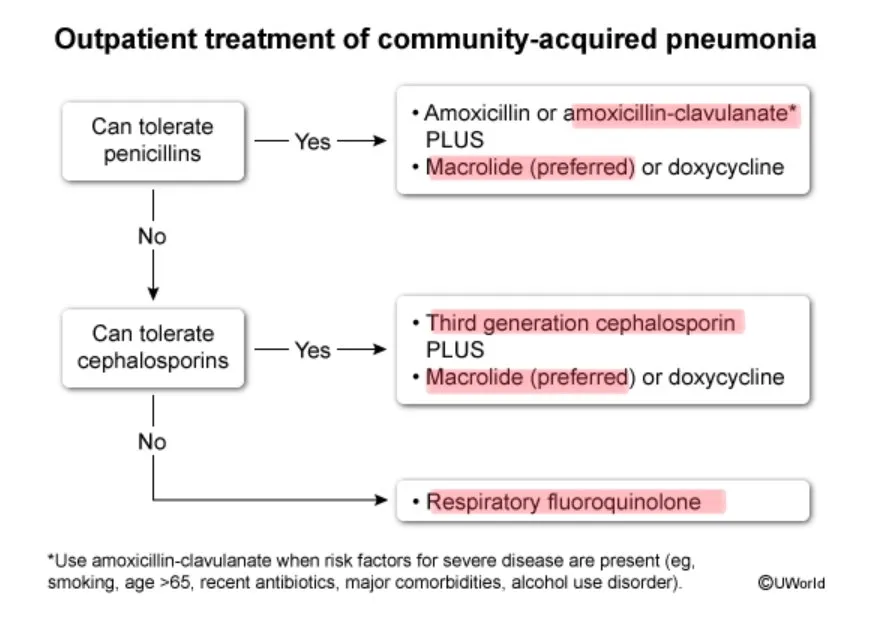 Outpatient treatment of community-acquired pneumonia
Can tolerate
penicillins
Yes
• Amoxicillin or amoxicillin-clavulanate*
PLUS
• Macrolide (preferred) or doxycycline
No
Can tolerate
cephalosporins
Yes
• Third generation cephalosporin
PLUS
• Macrolide (preferred) or doxycycline
No
• Respiratory fluoroquinolone
*Use amoxicillin-clavulanate when risk factors for severe disease are present (eg,
smoking, age >65, recent antibiotics, major comorbidities, alcohol use disorder).
©UWorld